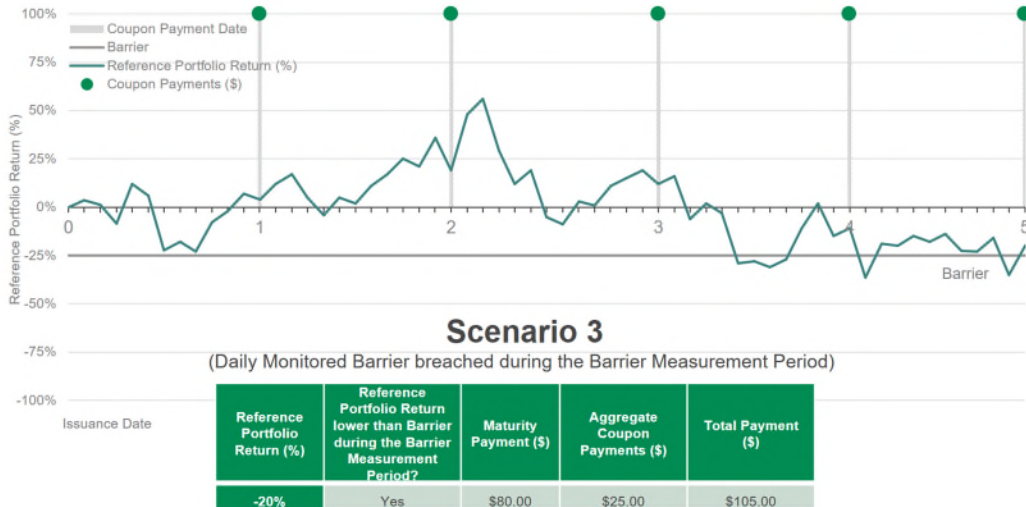 100%
Coupon Payment Date
Barrier
75%
Reference Portfolio Return (%)
Coupon Payments ($)
50%
25%
0%
0 1 2 3 4 5
-25%
Barrier
-50%
-75%
-100%
Reference Portfolio Return (%)
Scenario 3
(Daily Monitored Barrier breached during the Barrier Measurement Period)
Issuance Date
Reference
Portfolio
Return (%)
Reference
Portfolio Return
lower than Barrier
during the Barrier
Measurement
Period?
Maturity
Payment ($)
Aggregate
Coupon
Payments ($)
Total Payment
($)
-20% Yes $80.00 $25.00 $105.00